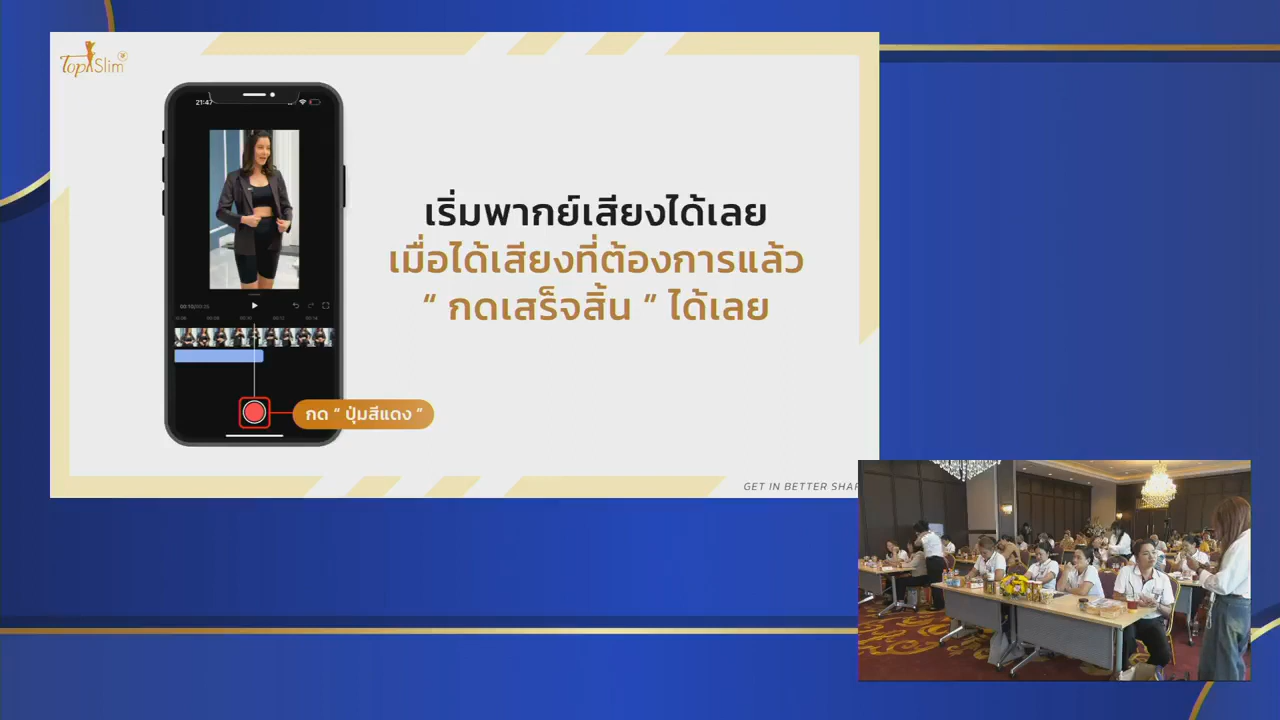 Top Slim
21:47
เริ่มพากย์เสียงได้เลย
เมื่อได้เสียงที่ต้องการแล้ว
“ กดเสร็จสิ้น ” ได้เลย
กด “ ปุ่มสีแดง ”
GET IN BETTER SHAP